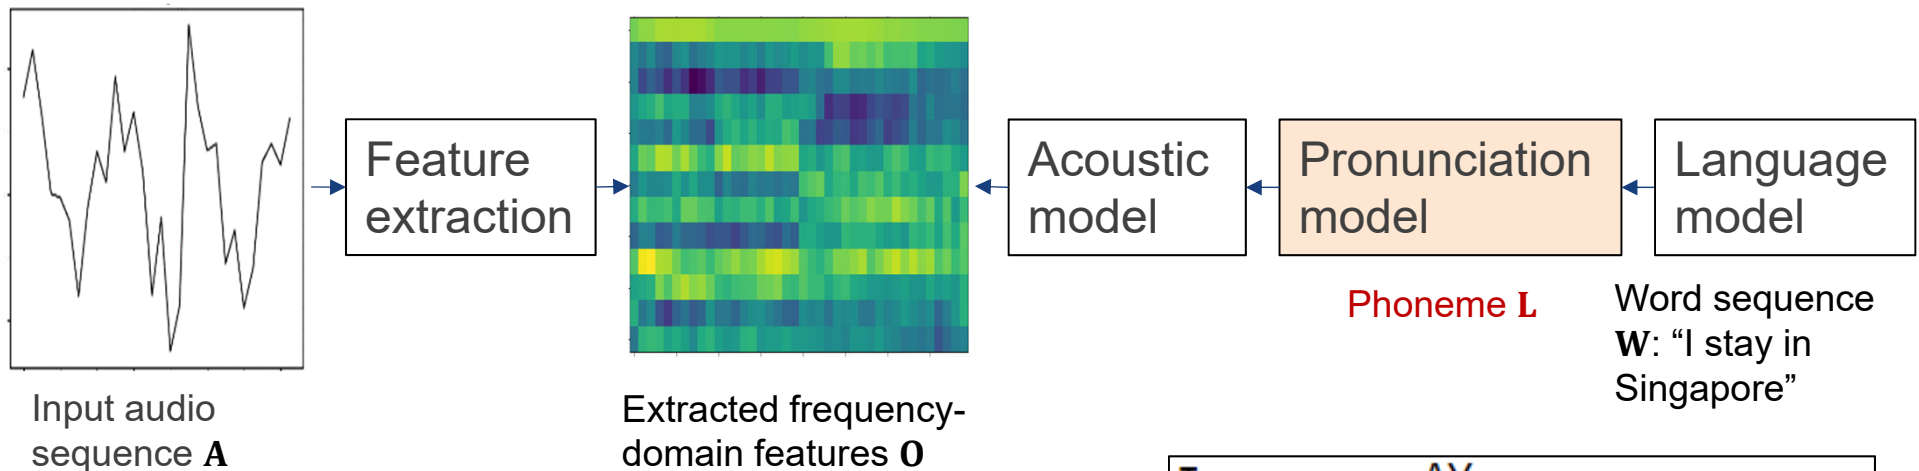 Feature
extraction
Acoustic
model
Pronunciation
model
Language
model
Phoneme L
Word sequence
W: “I stay in
Singapore”
Input audio
sequence A
Extracted frequency-
domain features O